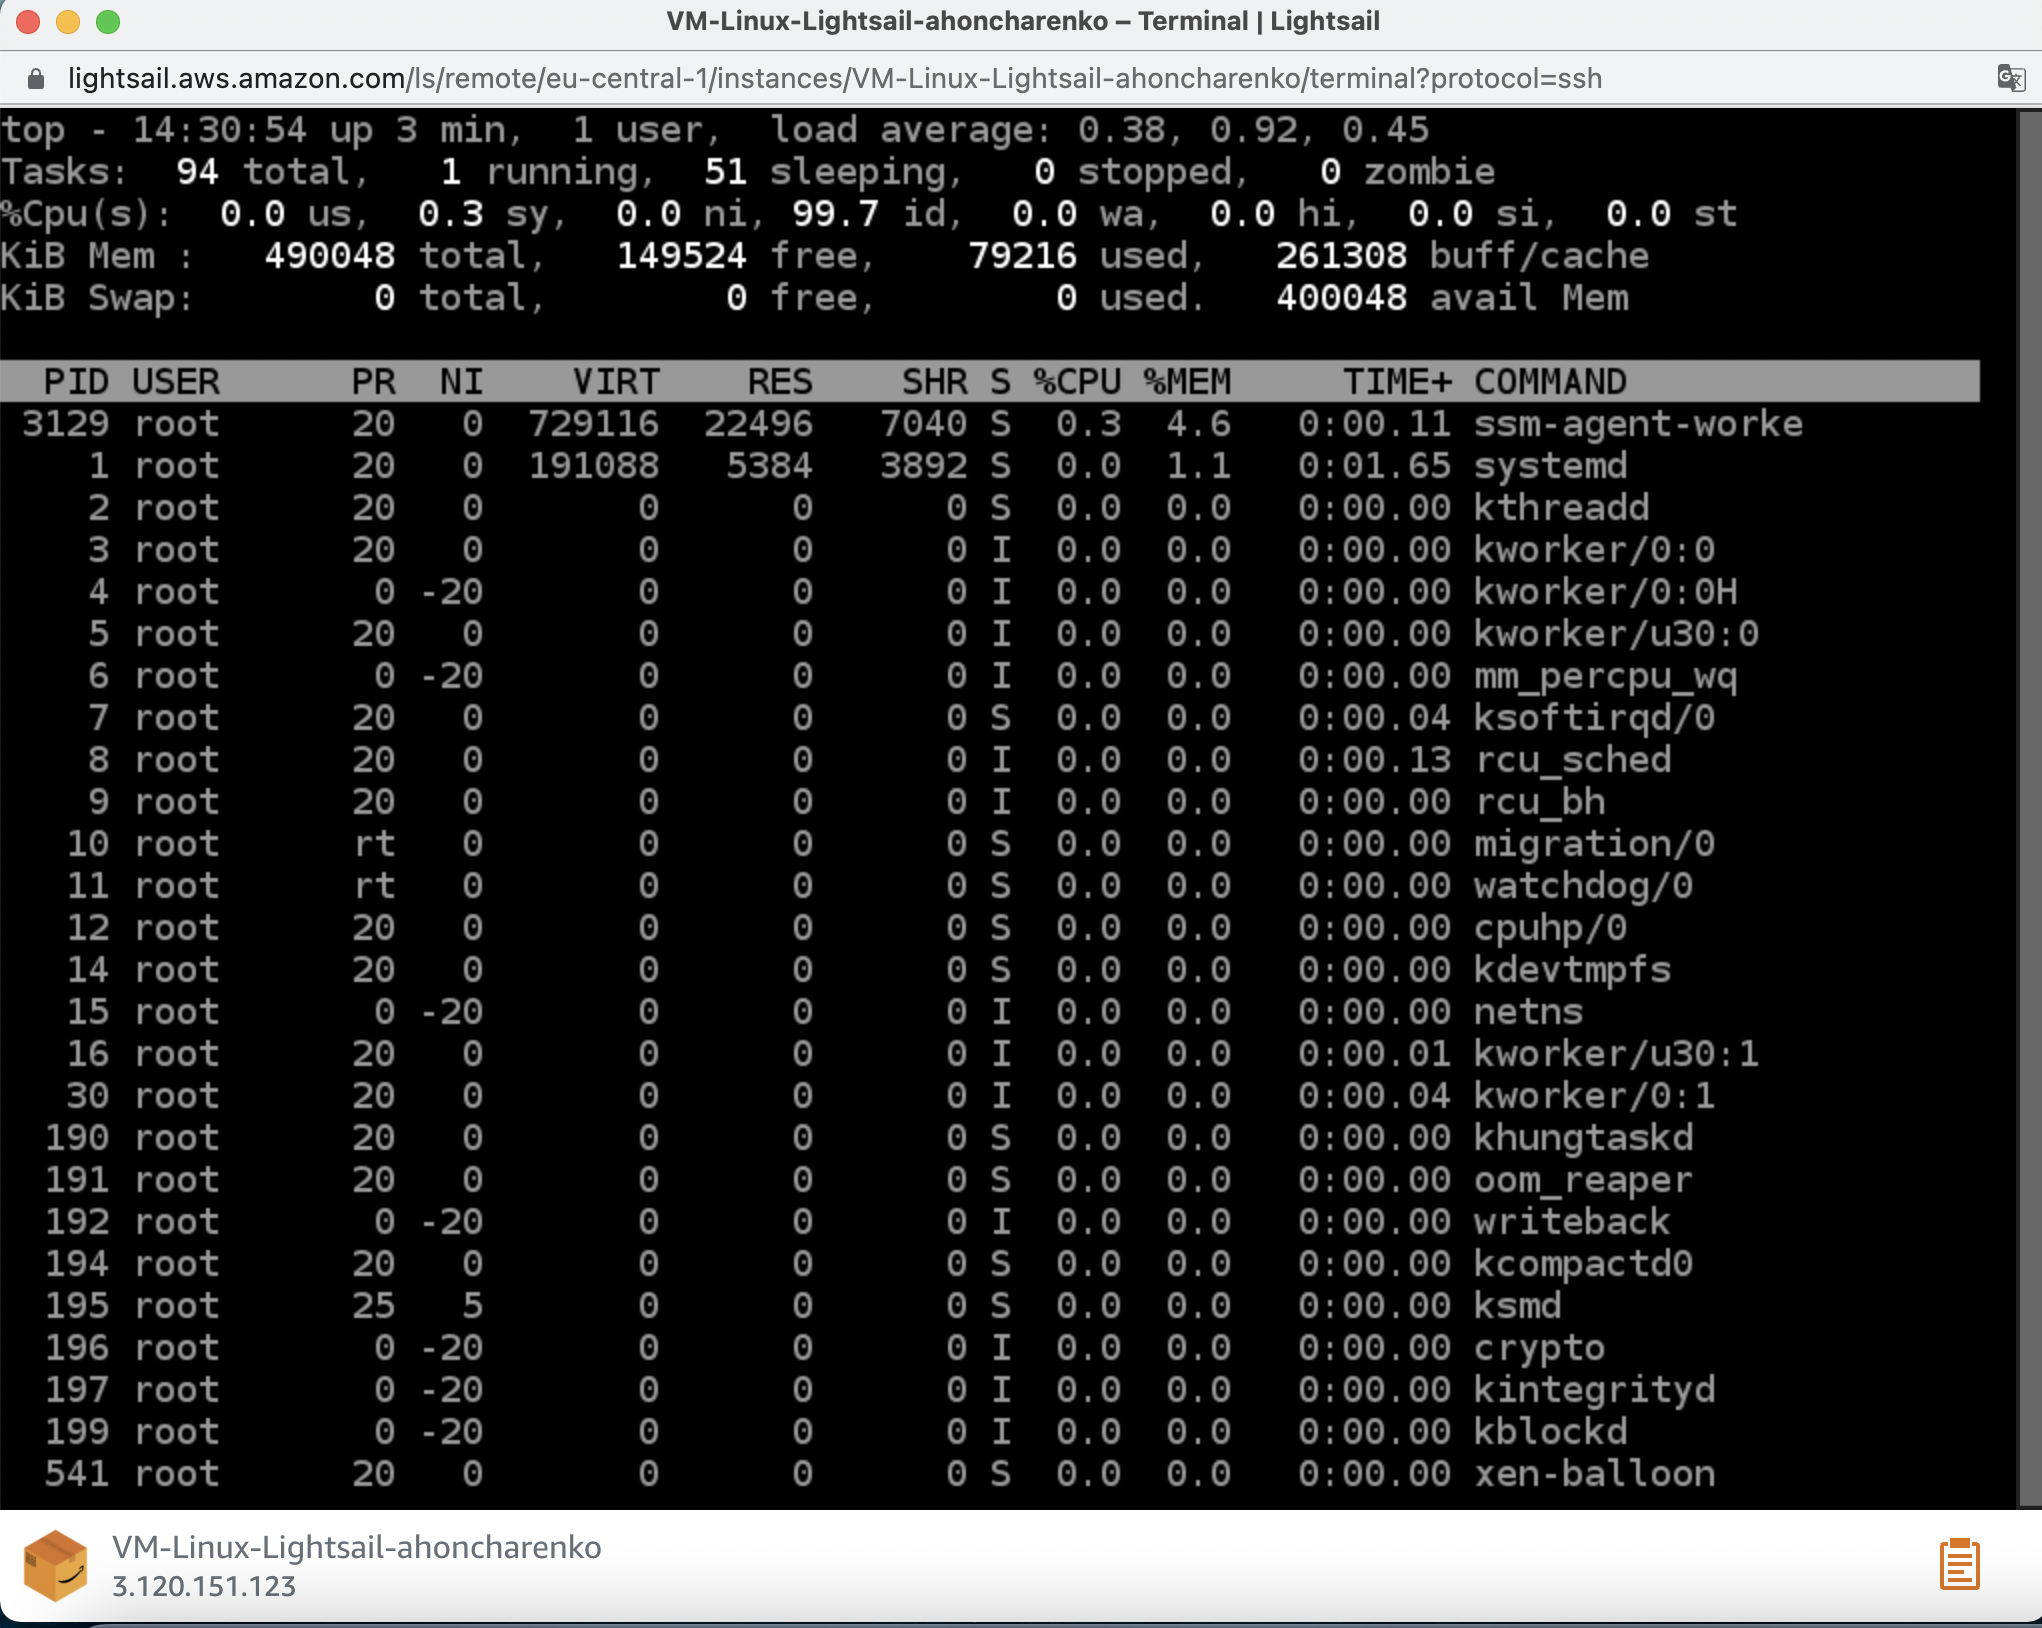 VM-Linux-Lightsail-ahoncharenko – Terminal | Lightsail
lightsail.aws.amazon.com/ls/remote/eu-central-1/instances/VM-Linux-Lightsail-ahoncharenko/terminal?protocol=ssh
top - 14:30:54 up 3 min,  1 user,  load average: 0.38, 0.92, 0.45
Tasks:  94 total,   1 running,  51 sleeping,   0 stopped,   0 zombie
%Cpu(s):  0.0 us,  0.3 sy,  0.0 ni, 99.7 id,  0.0 wa,  0.0 hi,  0.0 si,  0.0 st
KiB Mem :   490048 total,   149524 free,    79216 used,   261308 buff/cache
KiB Swap:        0 total,        0 free,        0 used.   400048 avail Mem
PID USER PR NI VIRT RES SHR S %CPU %MEM TIME+ COMMAND
3129 root 20 0 729116 22496 7040 S 0.3 4.6 0:00.11 ssm-agent-worke
1 root 20 0 191088 5384 3892 S 0.0 1.1 0:01.65 systemd
2 root 20 0 0 0 0 S 0.0 0.0 0:00.00 kthreadd
3 root 20 0 0 0 0 I 0.0 0.0 0:00.00 kworker/0:0
4 root 0 -20 0 0 0 I 0.0 0.0 0:00.00 kworker/0:0H
5 root 20 0 0 0 0 I 0.0 0.0 0:00.00 kworker/u30:0
6 root 0 -20 0 0 0 I 0.0 0.0 0:00.00 mm_percpu_wq
7 root 20 0 0 0 0 S 0.0 0.0 0:00.04 ksoftirqd/0
8 root 20 0 0 0 0 I 0.0 0.0 0:00.13 rcu_sched
9 root 20 0 0 0 0 I 0.0 0.0 0:00.00 rcu_bh
10 root rt 0 0 0 0 S 0.0 0.0 0:00.00 migration/0
11 root rt 0 0 0 0 S 0.0 0.0 0:00.00 watchdog/0
12 root 20 0 0 0 0 S 0.0 0.0 0:00.00 cpuhp/0
14 root 20 0 0 0 0 S 0.0 0.0 0:00.00 kdevtmpfs
15 root 0 -20 0 0 0 I 0.0 0.0 0:00.00 netns
16 root 20 0 0 0 0 I 0.0 0.0 0:00.01 kworker/u30:1
30 root 20 0 0 0 0 I 0.0 0.0 0:00.04 kworker/0:1
190 root 20 0 0 0 0 S 0.0 0.0 0:00.00 khungtaskd
191 root 20 0 0 0 0 S 0.0 0.0 0:00.00 oom_reaper
192 root 0 -20 0 0 0 I 0.0 0.0 0:00.00 writeback
194 root 20 0 0 0 0 S 0.0 0.0 0:00.00 kcompactd0
195 root 25 5 0 0 0 S 0.0 0.0 0:00.00 ksmd
196 root 0 -20 0 0 0 I 0.0 0.0 0:00.00 crypto
197 root 0 -20 0 0 0 I 0.0 0.0 0:00.00 kintegrityd
199 root 0 -20 0 0 0 I 0.0 0.0 0:00.00 kblockd
541 root 20 0 0 0 0 S 0.0 0.0 0:00.00 xen-balloon
VM-Linux-Lightsail-ahoncharenko
3.120.151.123